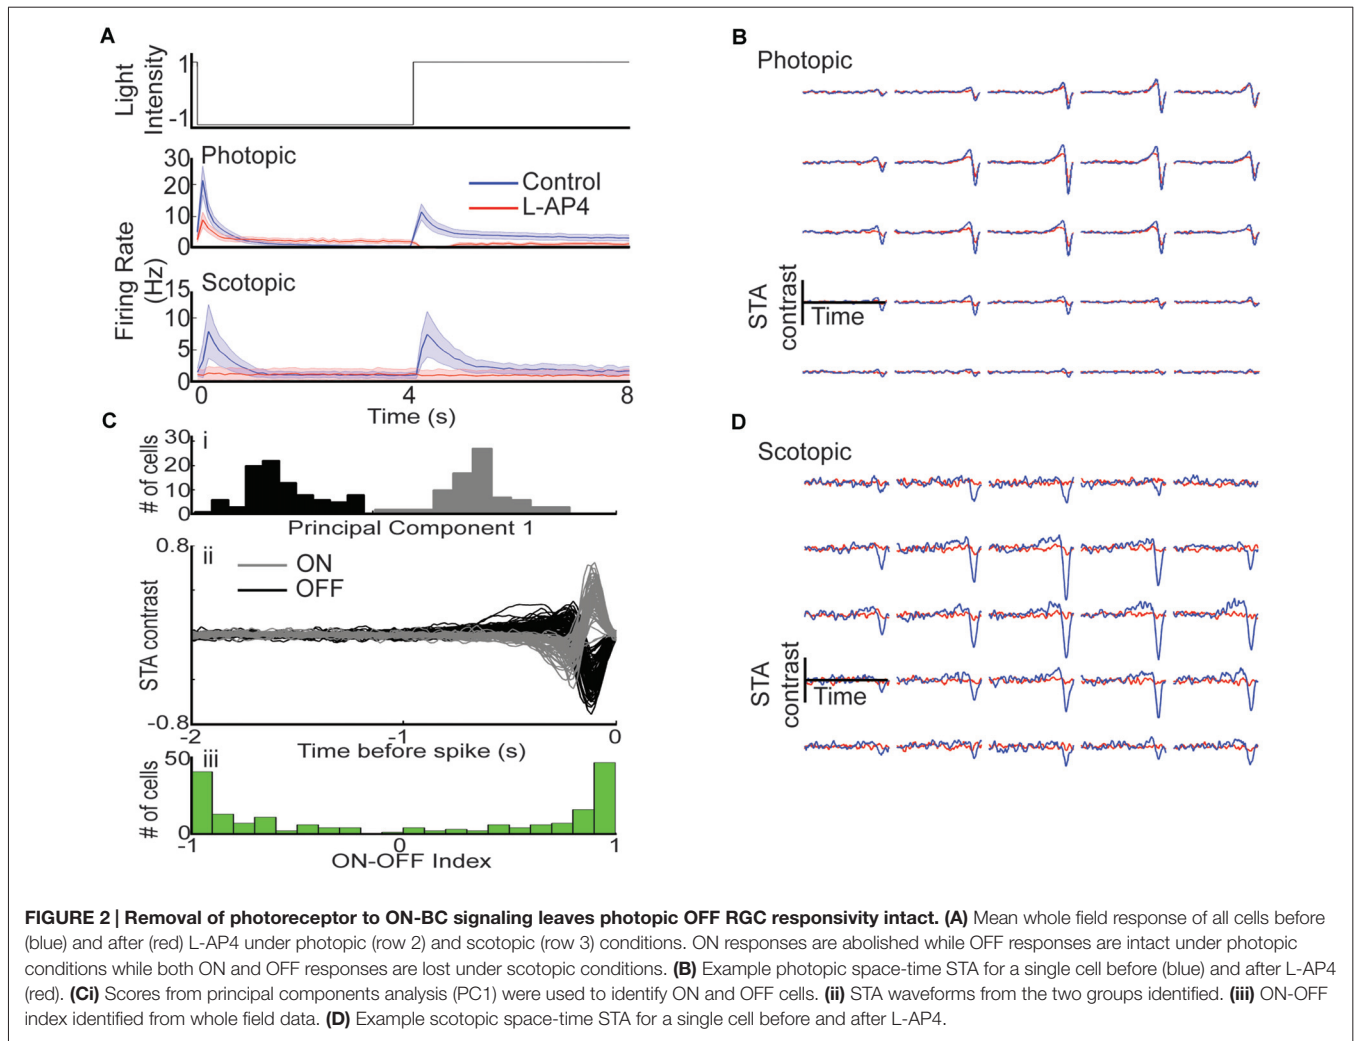 A
Light
Intensity
1
-1
Photopic
30
20
10
0
Control
L-AP4
Firing Rate
(Hz)
Scotopic
15
10
5
0
0
4
8
Time (s)
B
Photopic
STA
contrast
Time
C
i
# of cells
30
20
10
0
Principal Component 1
ii
ON
OFF
STA contrast
0.8
-0.8
-2
-1
0
Time before spike (s)
iii
# of cells
50
0
-1
0
1
ON-OFF Index
D
Scotopic
STA
contrast
Time
FIGURE 2 | Removal of photoreceptor to ON-BC signaling leaves photopic OFF RGC responsivity intact. (A) Mean whole field response of all cells before
(blue) and after (red) L-AP4 under photopic (row 2) and scotopic (row 3) conditions. ON responses are abolished while OFF responses are intact under photopic
conditions while both ON and OFF responses are lost under scotopic conditions. (B) Example photopic space-time STA for a single cell before (blue) and after L-AP4
(red). (Ci) Scores from principal components analysis (PC1) were used to identify ON and OFF cells. (ii) STA waveforms from the two groups identified. (iii) ON-OFF
index identified from whole field data. (D) Example scotopic space-time STA for a single cell before and after L-AP4.